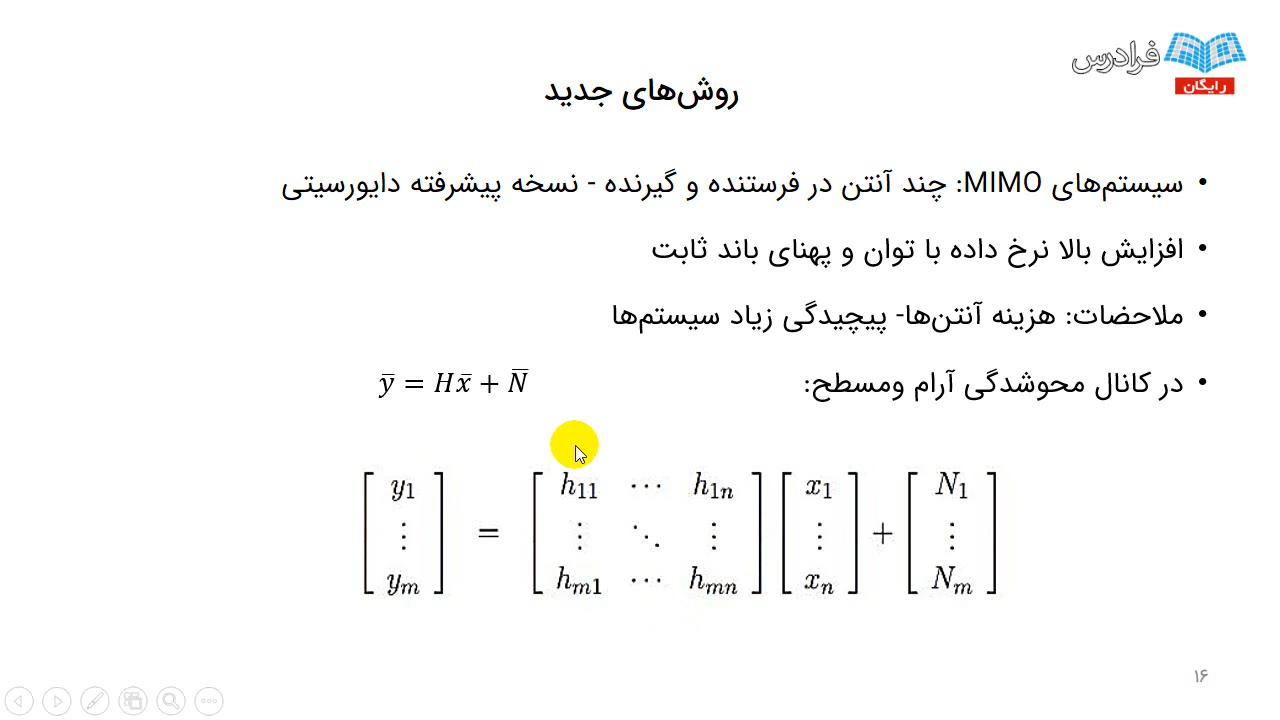 فرادرس
رایگان
روش‌های جدید
• سیستم‌های MIMO: چند آنتن در فرستنده و گیرنده - نسخه پیشرفته دایورسیتی
• افزایش بالا نرخ داده با توان و پهنای باند ثابت
• ملاحضات: هزینه آنتن‌ها- پیچیدگی زیاد سیستم‌ها
• در کانال محوشدگی آرام ومسطح: ȳ = Hx̄ + N̄
[y₁ ⋮ yₘ] = [h₁₁ ⋯ h₁ₙ ⋮ ⋱ ⋮ hₘ₁ ⋯ hₘₙ] [x₁ ⋮ xₙ] + [N₁ ⋮ Nₘ]
۱۶